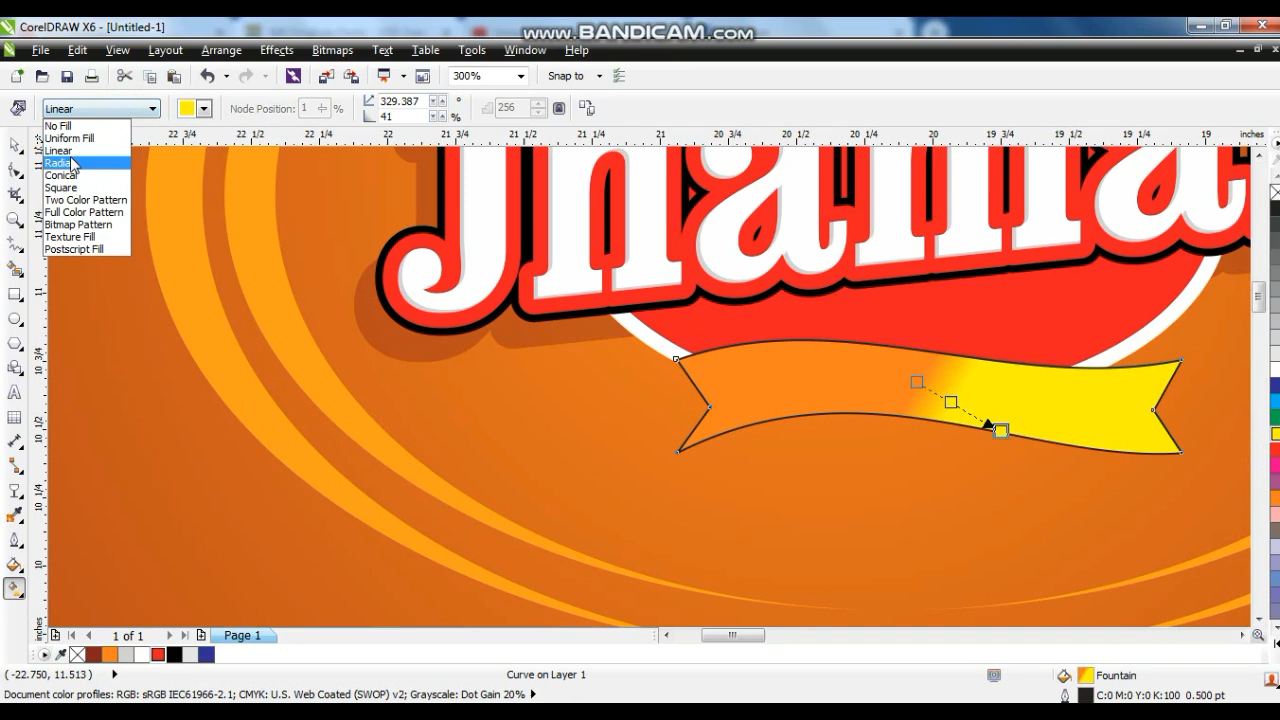 CorelDRAW X6 - [Untitled-1]
www.BANDICAM.com
File Edit View Layout Arrange Effects Bitmaps Text Table Tools Window Help
300% Snap to
Linear Node Position: 1 % 329.387 ° 256
41 %
No Fill
Uniform Fill
Linear
Radial
Conical
Square
Two Color Pattern
Full Color Pattern
Bitmap Pattern
Texture Fill
Postscript Fill
22 3/4 22 1/2 22 1/4 22 21 3/4 21 1/2 21 1/4 21 20 3/4 20 1/2 20 1/4 20 19 3/4 19 1/2 19 1/4 19 inches
11 1/4
11
10 3/4
10 1/2
10 1/4
10
inches
1 of 1 Page 1
(-22.750, 11.513) Curve on Layer 1 Fountain
Document color profiles: RGB: sRGB IEC61966-2.1; CMYK: U.S. Web Coated (SWOP) v2; Grayscale: Dot Gain 20% C:0 M:0 Y:0 K:100 0.500 pt